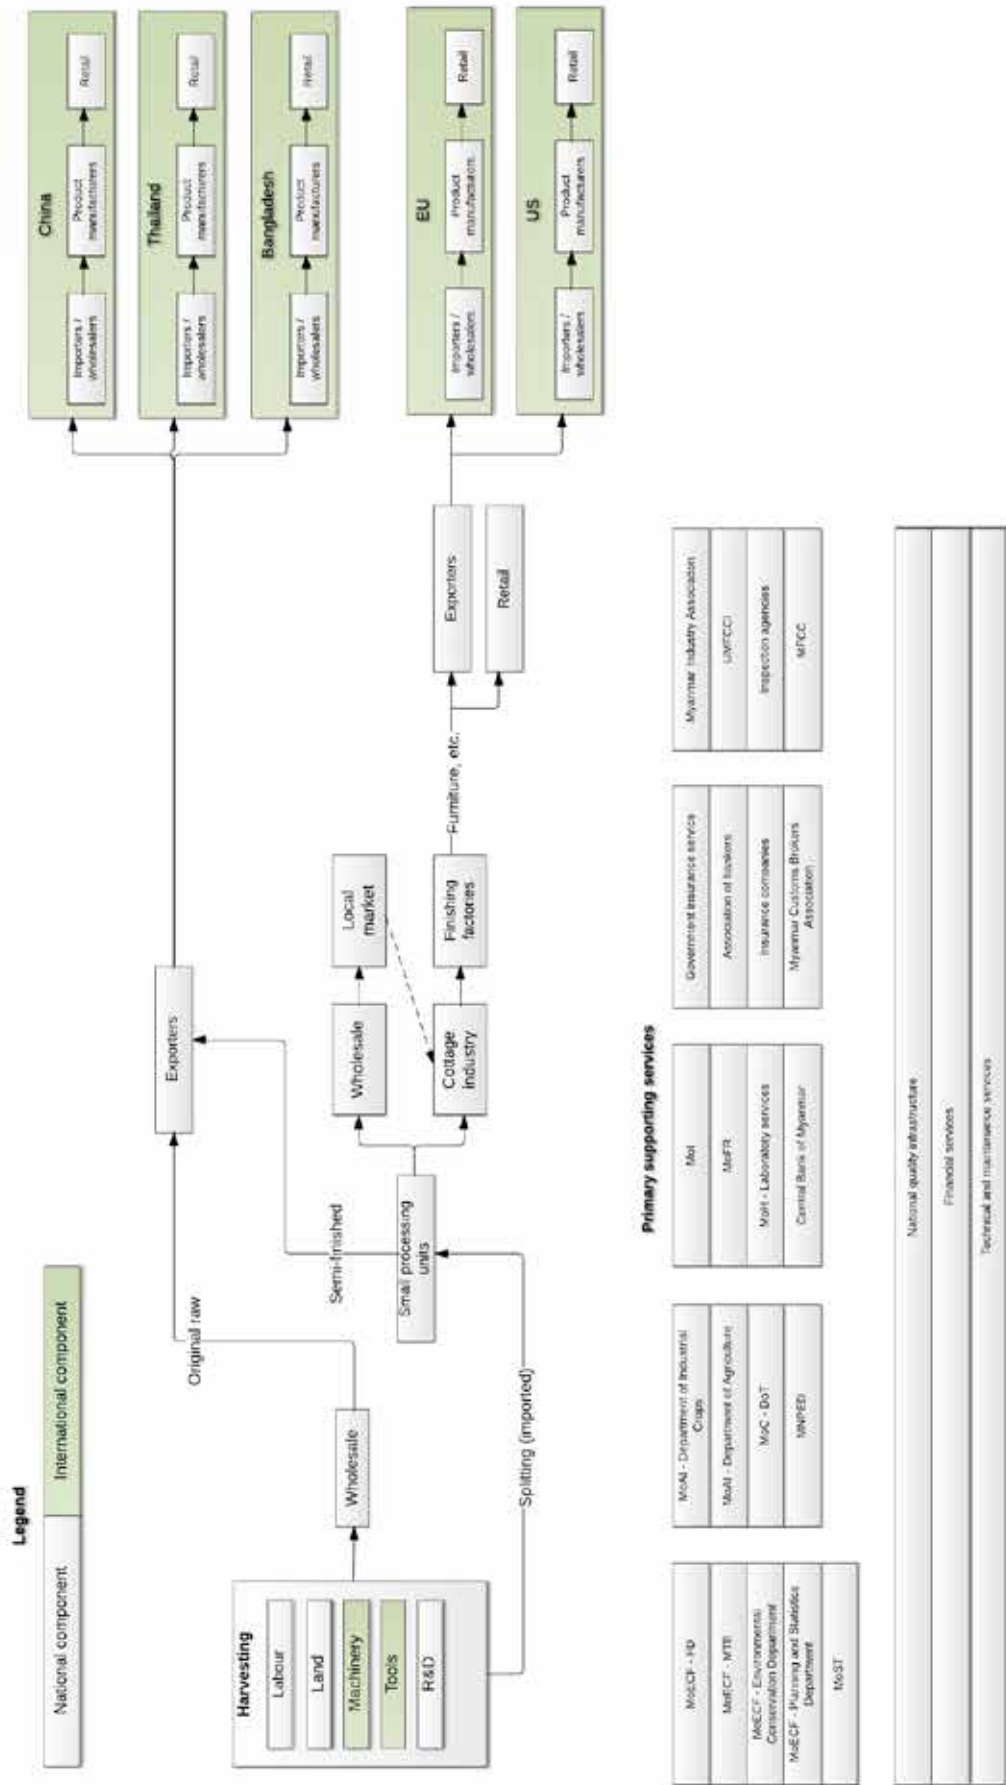 Legend
National component
International component
Harvesting
Labour
Land
Machinery
Tools
R&D
Wholesale
Original raw
Splitting (imported)
Semi-finished
Small processing
units
Exporters
Wholesale
Local
market
Cottage
industry
Finishing
factories
Furniture, etc.
Exporters
Retail
China
Importers /
wholesalers
Product
manufacturers
Retail
Thailand
Importers /
wholesalers
Product
manufacturers
Retail
Bangladesh
Importers /
wholesalers
Product
manufacturers
Retail
EU
Importers /
wholesalers
Product
manufacturers
Retail
US
Importers /
wholesalers
Product
manufacturers
Retail
Primary supporting services
MoECF - FD
MoECF - MTE
MoECF - Environmental
Conservation Department
MoECF - Planning and Statistics
Department
MoST
MoAI - Department of Industrial
Crops
MoAI - Department of Agriculture
MoC - DoT
MNPED
MoI
MoFR
MoH - Laboratory services
Central Bank of Myanmar
Government insurance service
Association of bankers
Insurance companies
Myanmar Customs Brokers
Association
Myanmar Industry Association
UMFCCI
Inspection agencies
MFCC
National quality infrastructure
Financial services
Technical and maintenance services